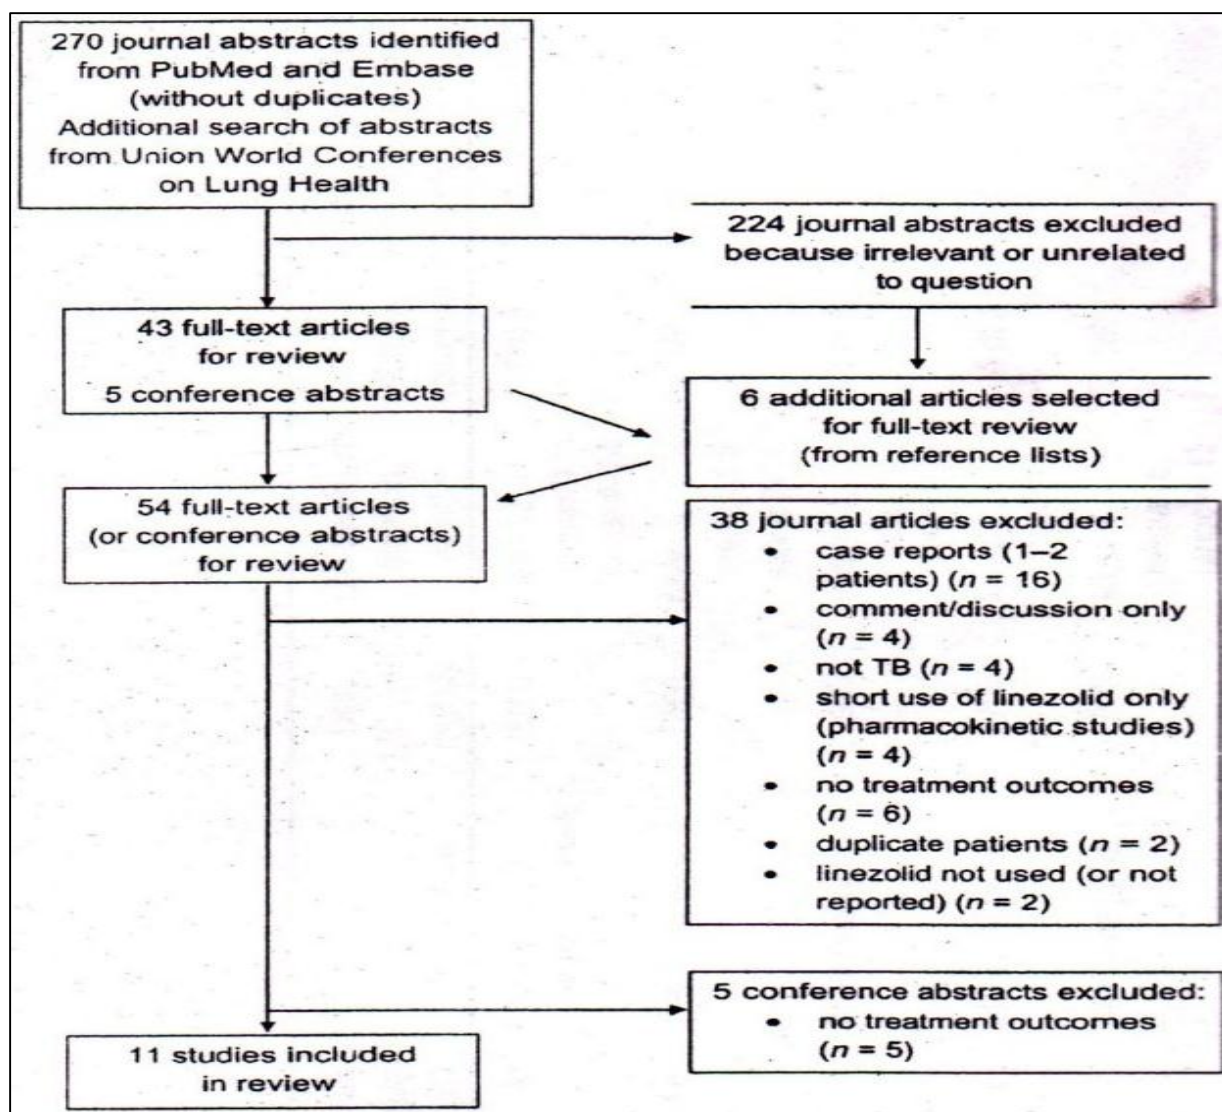 270 journal abstracts identified
from PubMed and Embase
(without duplicates)
Additional search of abstracts
from Union World Conferences
on Lung Health
224 journal abstracts excluded
because irrelevant or unrelated
to question
43 full-text articles
for review
5 conference abstracts
6 additional articles selected
for full-text review
(from reference lists)
54 full-text articles
(or conference abstracts)
for review
38 journal articles excluded:
• case reports (1–2
patients) (n = 16)
• comment/discussion only
(n = 4)
• not TB (n = 4)
• short use of linezolid only
(pharmacokinetic studies)
(n = 4)
• no treatment outcomes
(n = 6)
• duplicate patients (n = 2)
• linezolid not used (or not
reported) (n = 2)
5 conference abstracts excluded:
• no treatment outcomes
(n = 5)
11 studies included
in review